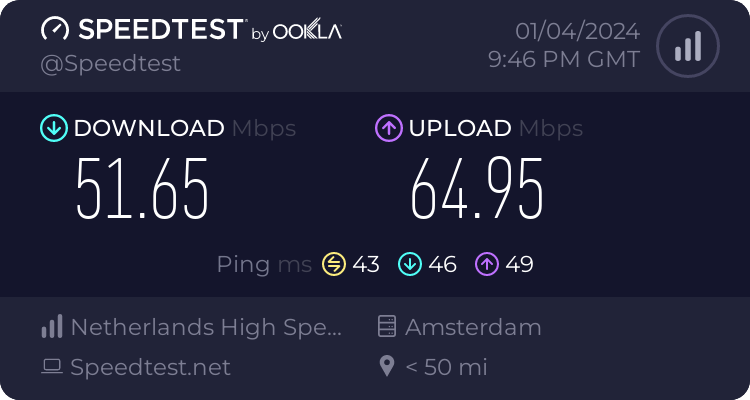 SPEEDTEST by OOKLA
@Speedtest
01/04/2024
9:46 PM GMT
DOWNLOAD Mbps
51.65
UPLOAD Mbps
64.95
Ping ms 43 46 49
Netherlands High Spe...
Amsterdam
Speedtest.net
< 50 mi